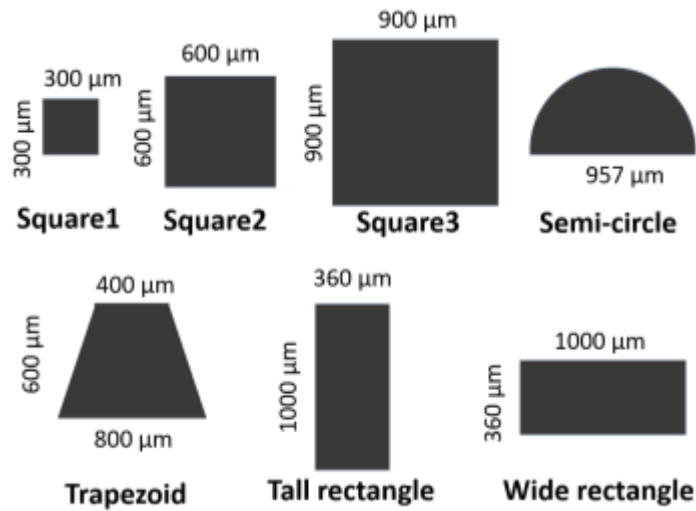 300 μm
300 μm
Square1
600 μm
600 μm
Square2
900 μm
900 μm
Square3
957 μm
Semi-circle
400 μm
600 μm
800 μm
Trapezoid
360 μm
1000 μm
Tall rectangle
1000 μm
360 μm
Wide rectangle